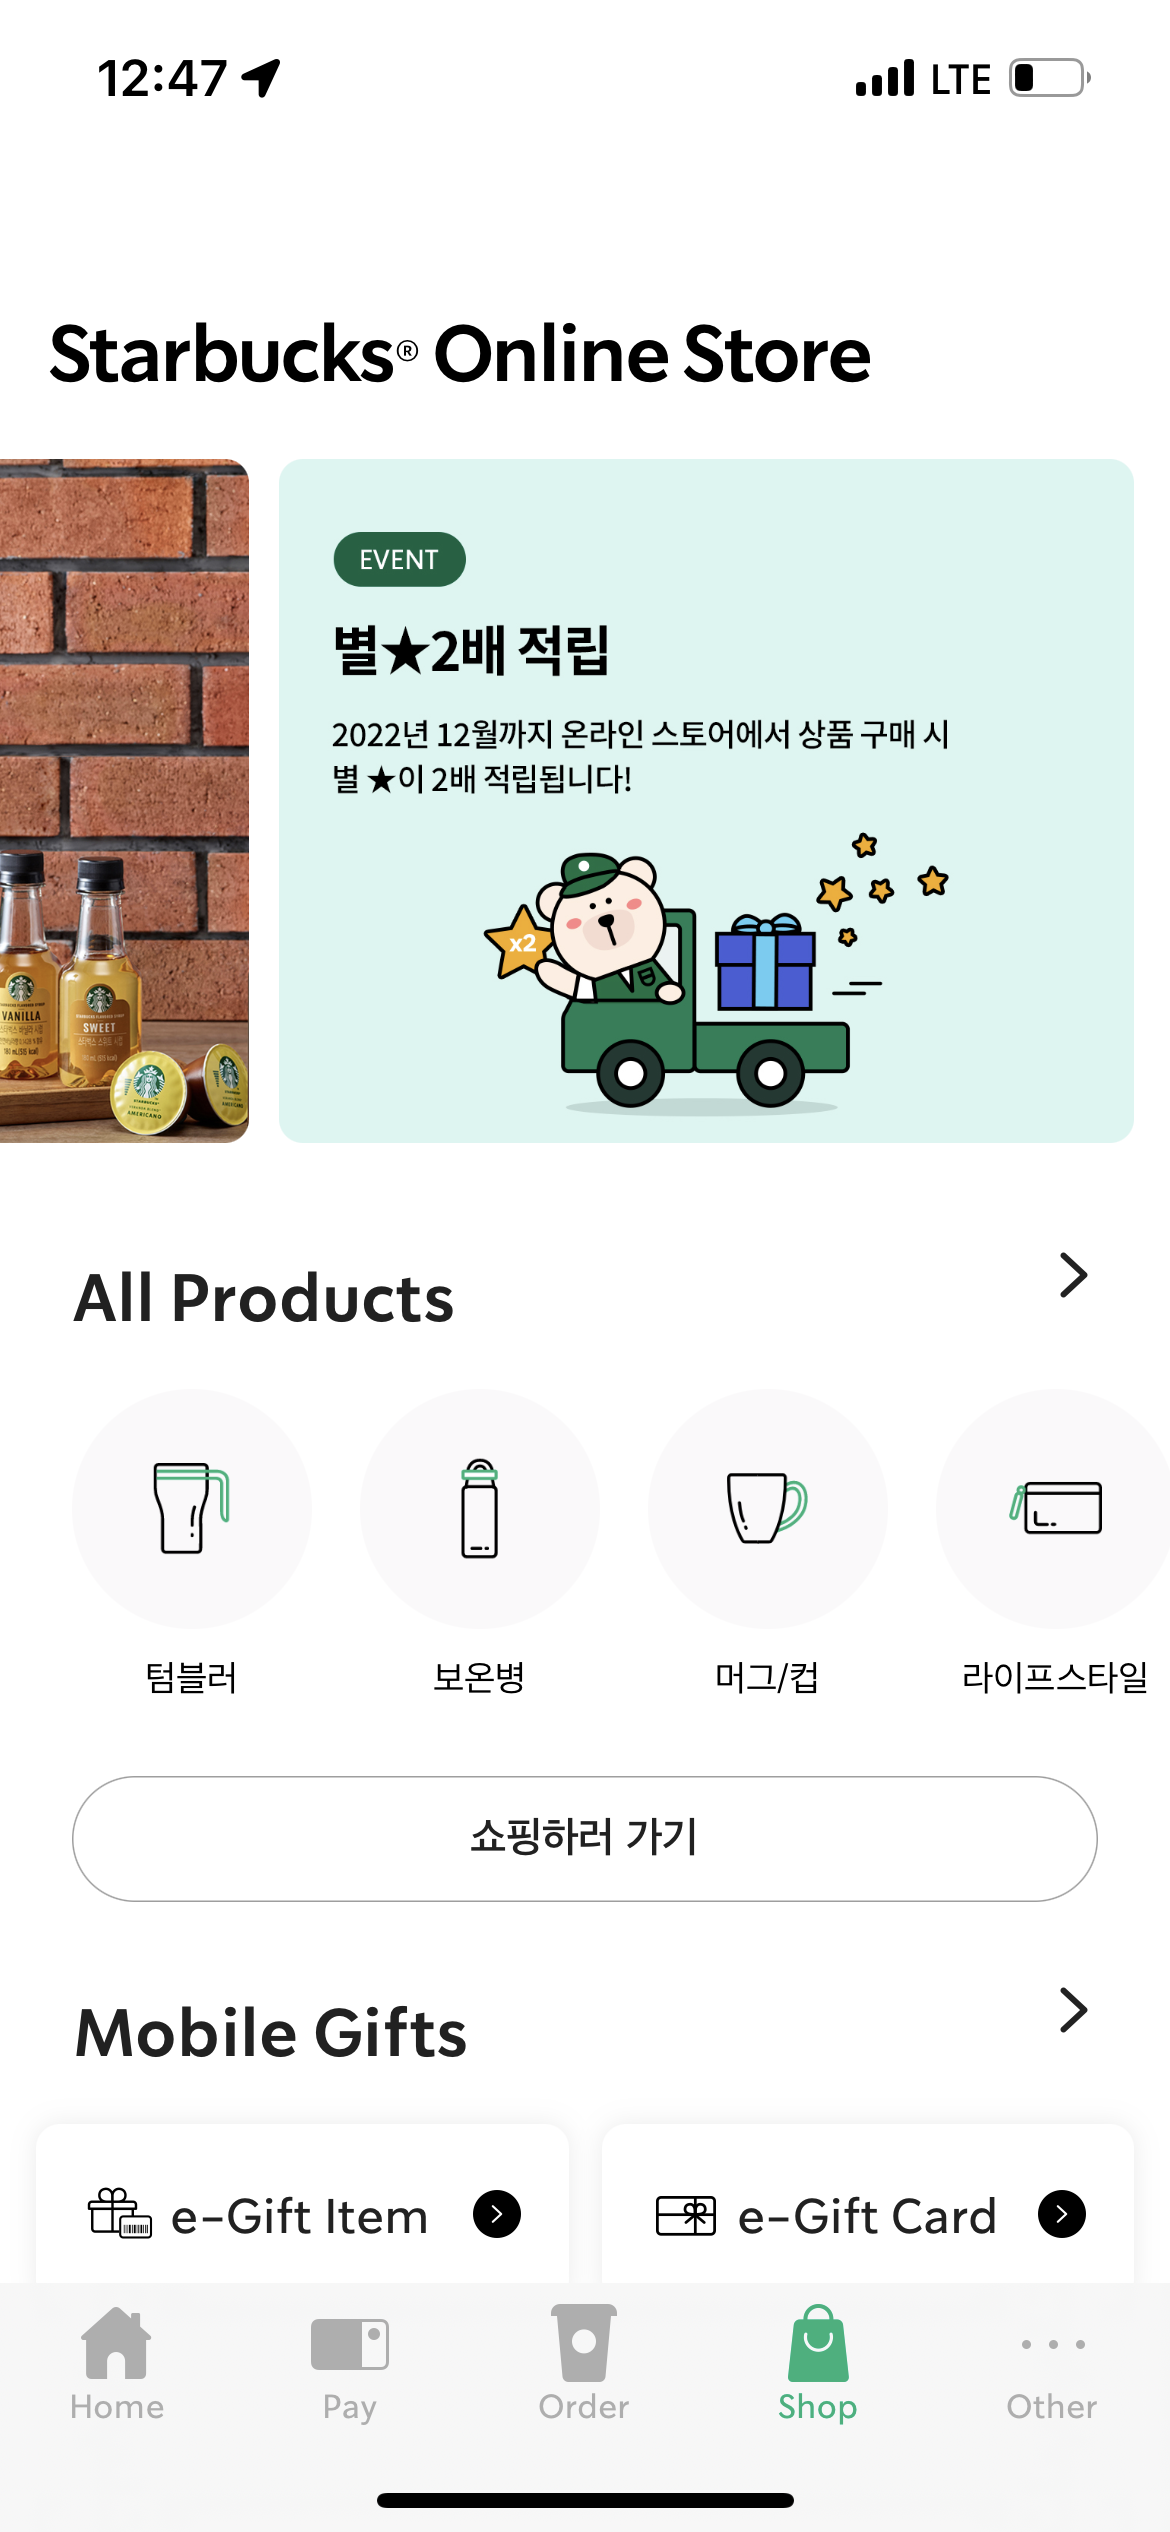 12:47
LTE
Starbucks® Online Store
EVENT
별★2배 적립
2022년 12월까지 온라인 스토어에서 상품 구매 시
별 ★이 2배 적립됩니다!
x2
VANILLA
SWEET
AMERICANO
All Products
텀블러
보온병
머그/컵
라이프스타일
쇼핑하러 가기
Mobile Gifts
e-Gift Item
e-Gift Card
Home
Pay
Order
Shop
Other